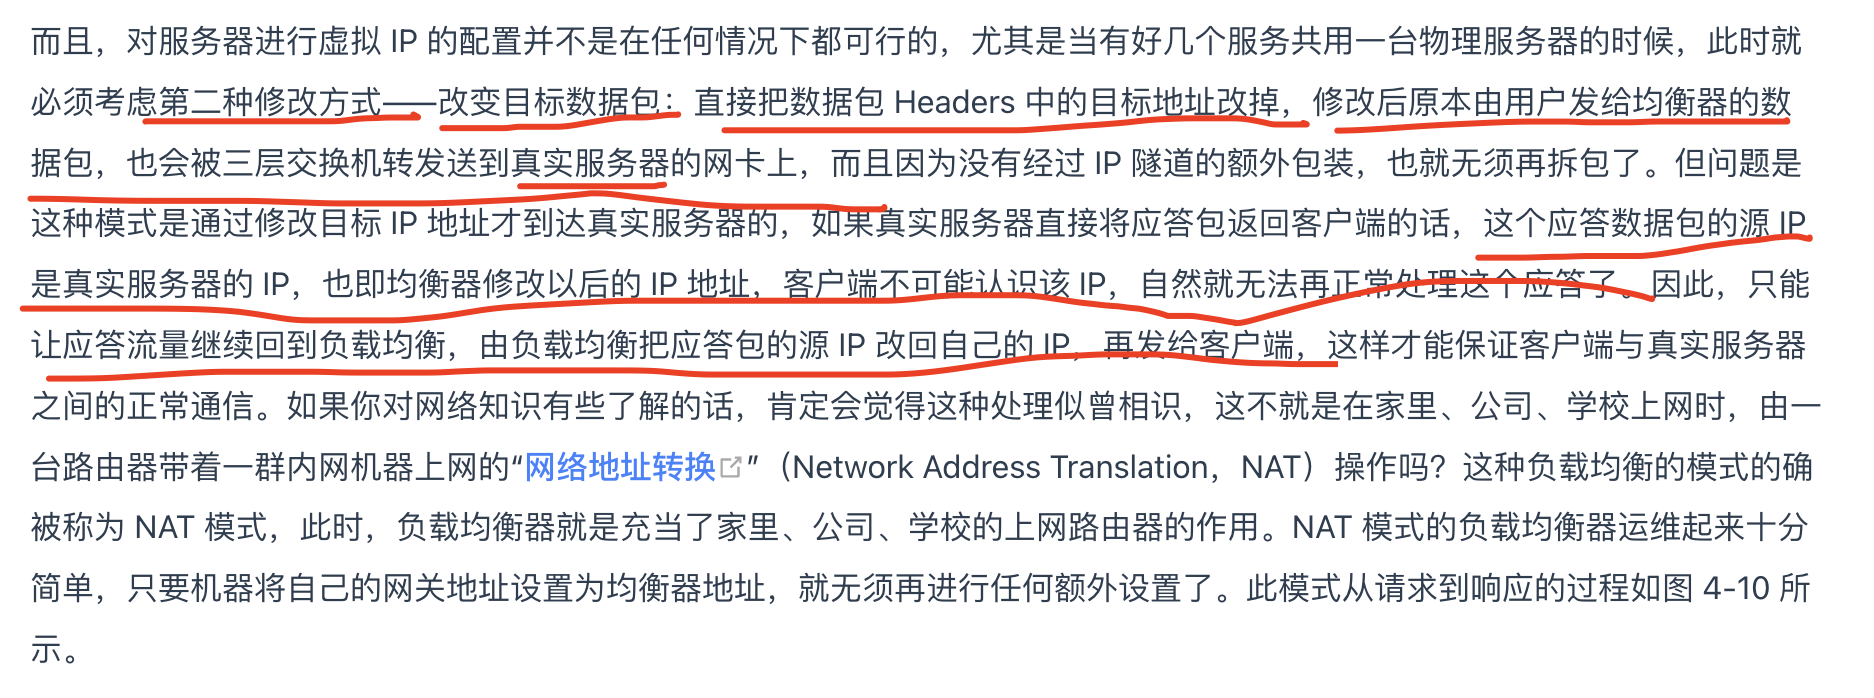 而且，对服务器进行虚拟 IP 的配置并不是在任何情况下都可行的，尤其是当有好几个服务共用一台物理服务器的时候，此时就
必须考虑第二种修改方式——改变目标数据包：直接把数据包 Headers 中的目标地址改掉，修改后原本由用户发给均衡器的数
据包，也会被三层交换机转发送到真实服务器的网卡上，而且因为没有经过 IP 隧道的额外包装，也就无须再拆包了。但问题是
这种模式是通过修改目标 IP 地址才到达真实服务器的，如果真实服务器直接将应答包返回客户端的话，这个应答数据包的源 IP
是真实服务器的 IP，也即均衡器修改以后的 IP 地址，客户端不可能认识该 IP，自然就无法再正常处理这个应答了。因此，只能
让应答流量继续回到负载均衡，由负载均衡把应答包的源 IP 改回自己的 IP，再发给客户端，这样才能保证客户端与真实服务器
之间的正常通信。如果你对网络知识有些了解的话，肯定会觉得这种处理似曾相识，这不就是在家里、公司、学校上网时，由一
台路由器带着一群内网机器上网的“网络地址转换”（Network Address Translation，NAT）操作吗？这种负载均衡的模式的确
被称为 NAT 模式，此时，负载均衡器就是充当了家里、公司、学校的上网路由器的作用。NAT 模式的负载均衡器运维起来十分
简单，只要机器将自己的网关地址设置为均衡器地址，就无须再进行任何额外设置了。此模式从请求到响应的过程如图 4-10 所
示。